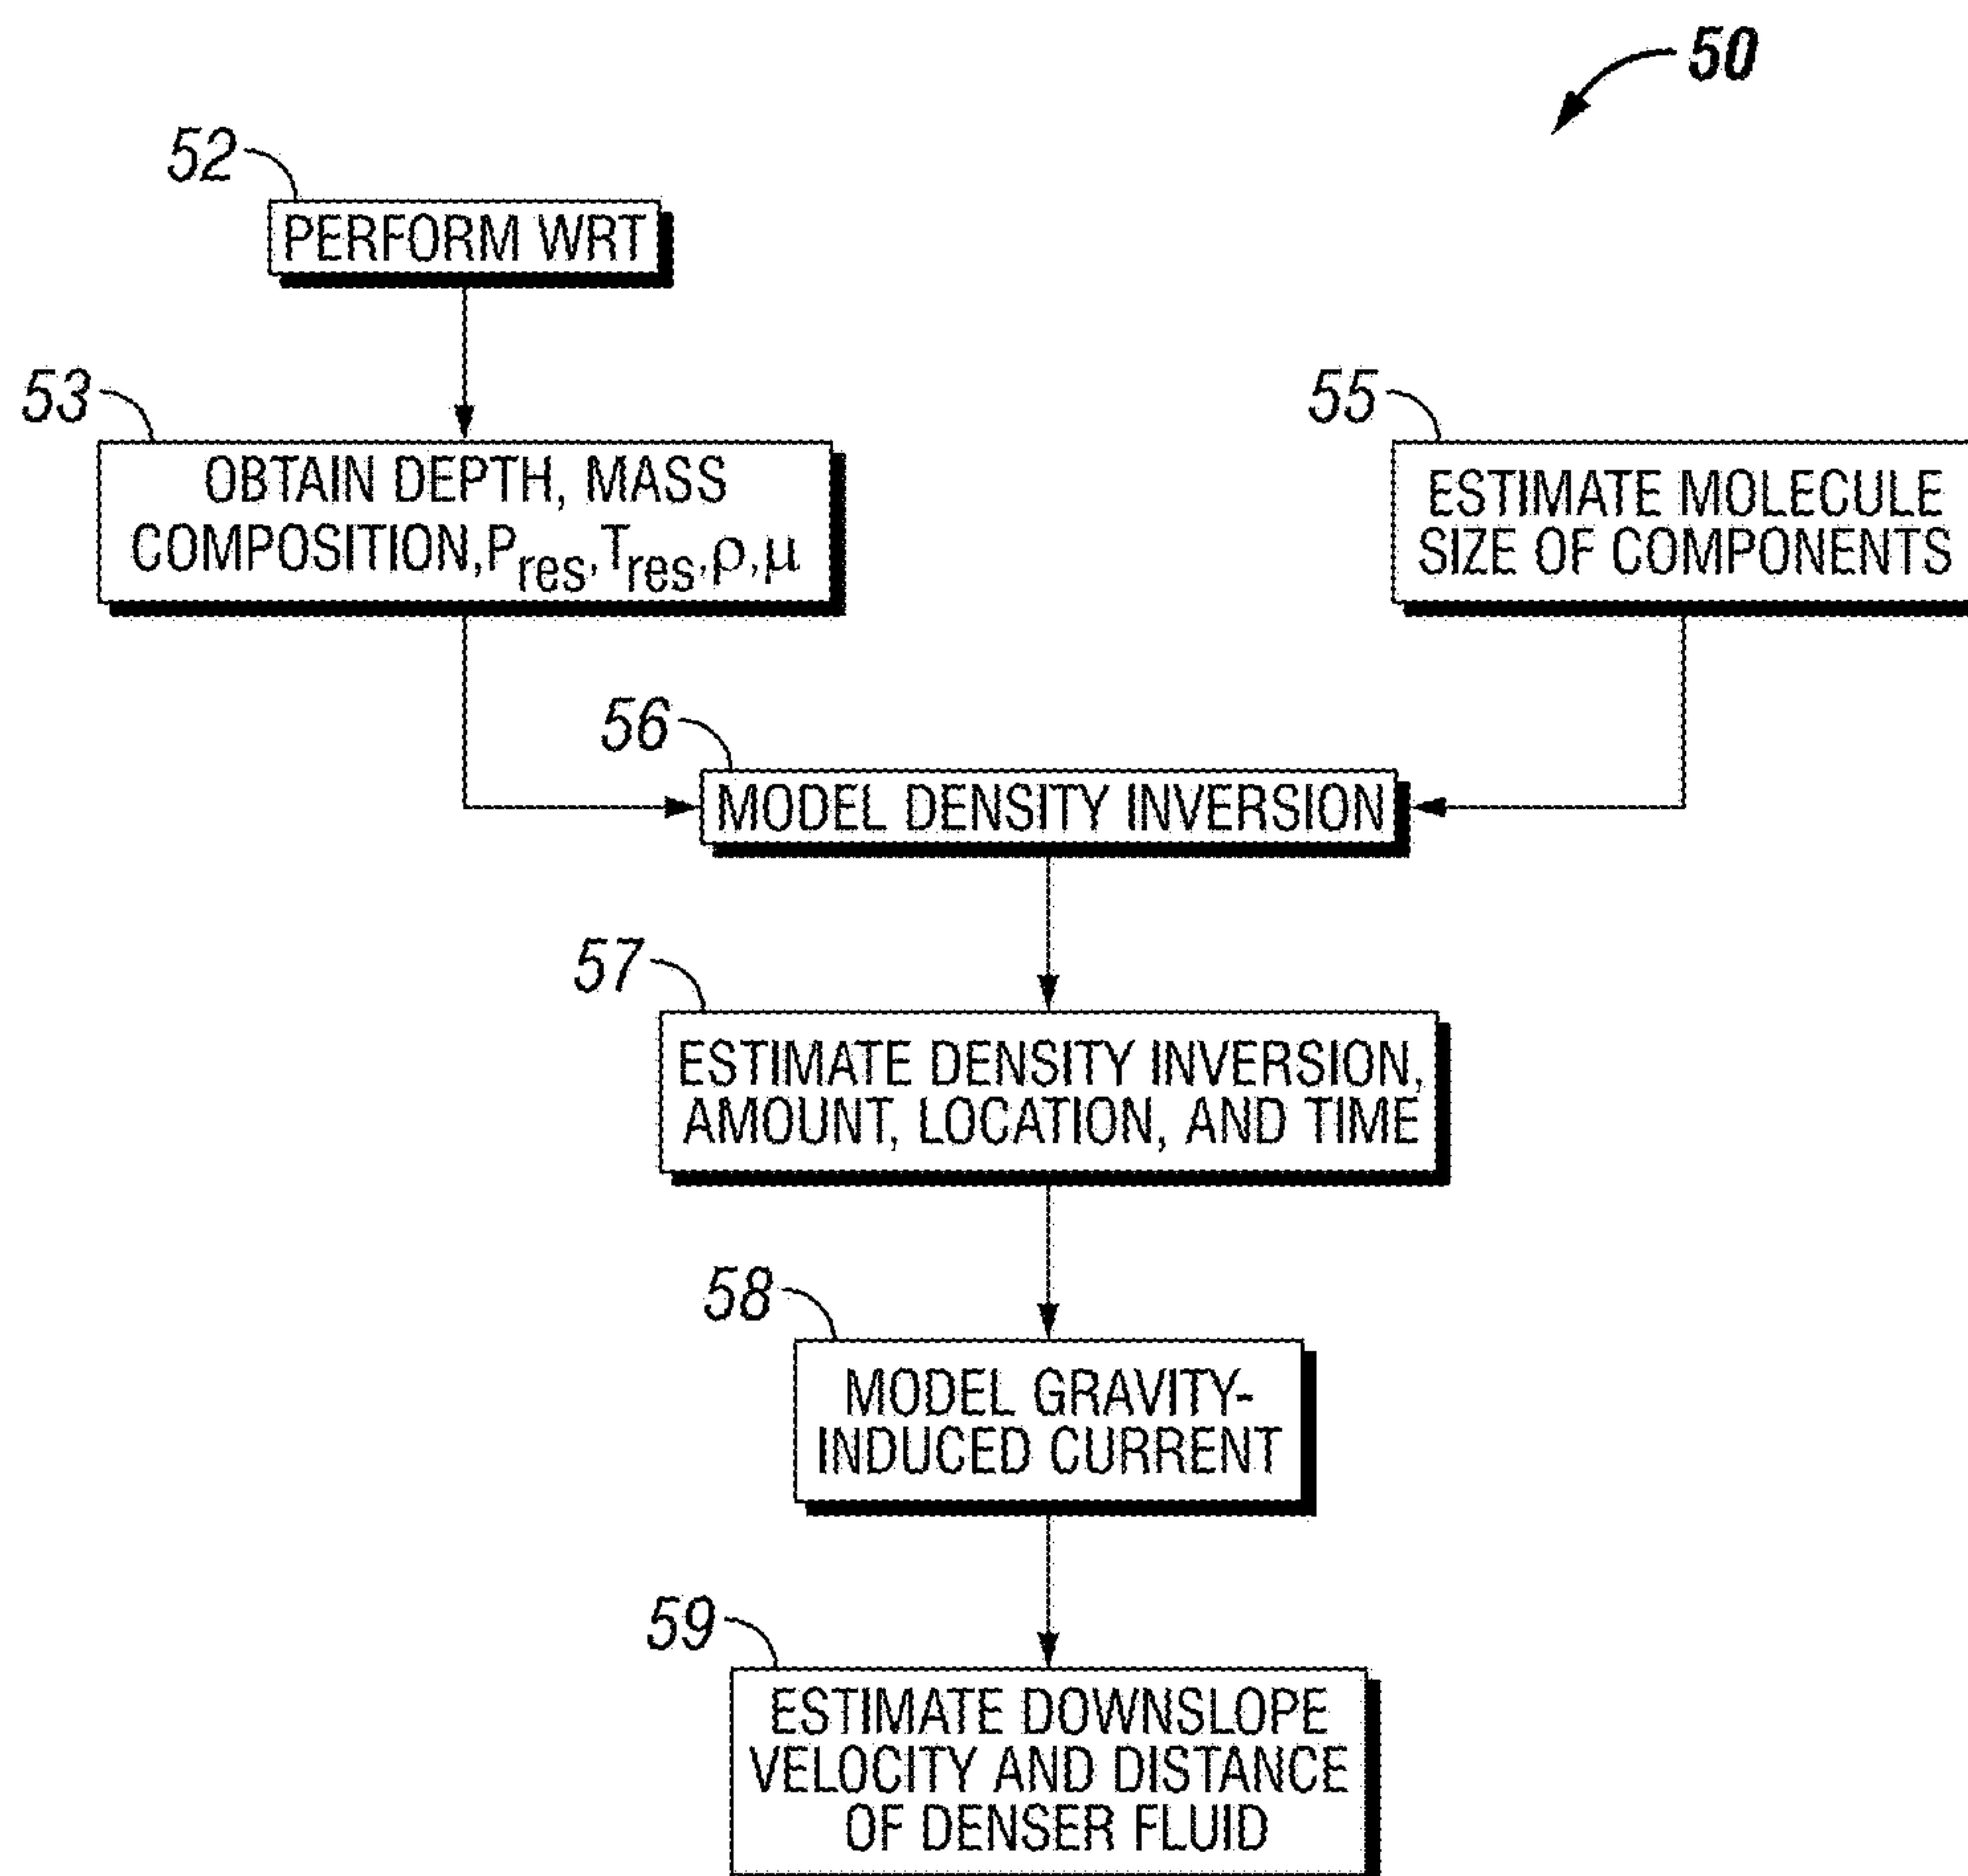 50
52
PERFORM WRT
53
OBTAIN DEPTH, MASS
COMPOSITION, Pres, Tres, ρ, μ
55
ESTIMATE MOLECULE
SIZE OF COMPONENTS
56
MODEL DENSITY INVERSION
57
ESTIMATE DENSITY INVERSION,
AMOUNT, LOCATION, AND TIME
58
MODEL GRAVITY-
INDUCED CURRENT
59
ESTIMATE DOWNSLOPE
VELOCITY AND DISTANCE
OF DENSER FLUID